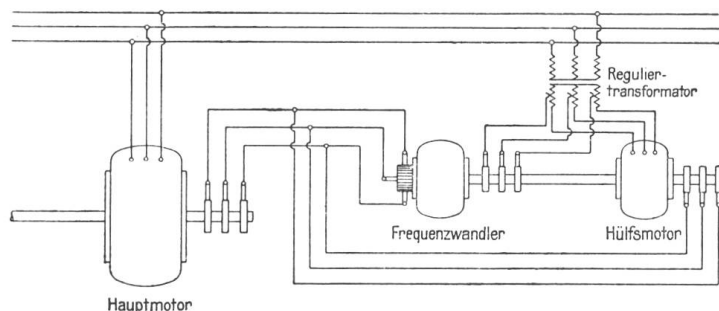 Regulier-
transformator
Frequenzwandler
Hülfsmotor
Hauptmotor